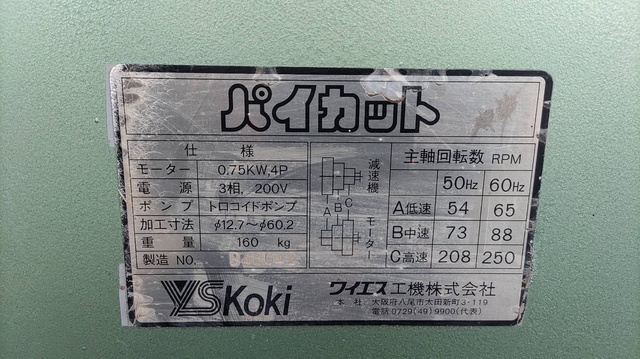 パイカット
仕 様
モーター 0.75KW,4P
電 源 3相, 200V
ポンプ トロコイドポンプ
加工寸法 φ12.7〜φ60.2
重 量 160 kg
製造 NO.
減速機
A B C
モーター
主軸回転数 RPM
50Hz 60Hz
A低速 54 65
B中速 73 88
C高速 208 250
YS Koki
ワイエス工機株式会社
本 社 大阪府八尾市太田新町3-119
電話 0729(49)9900(代表)